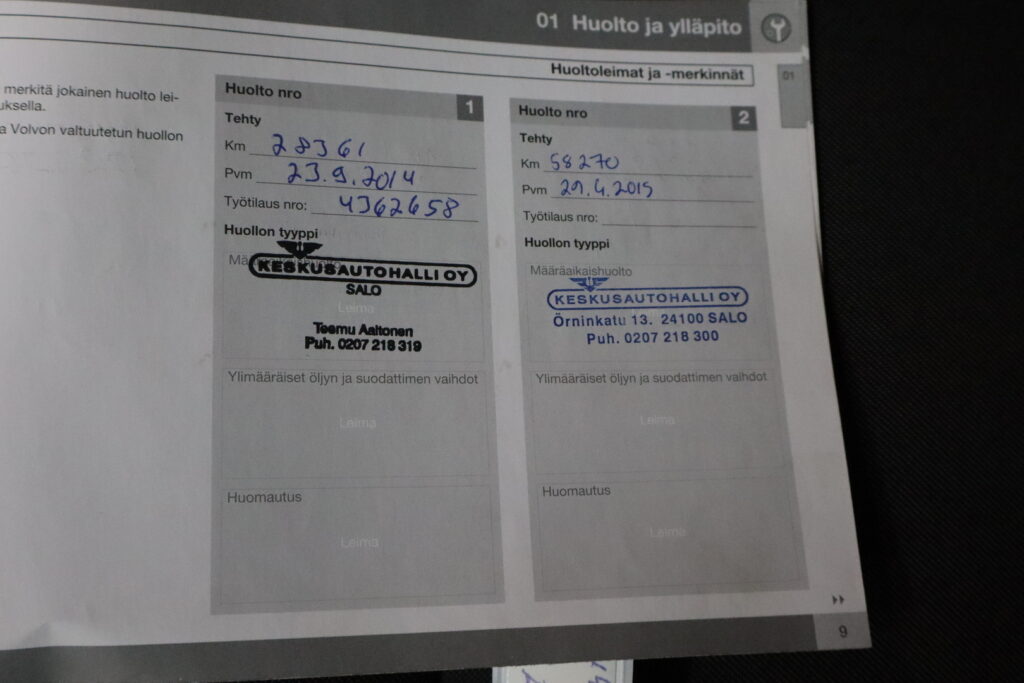 01 Huolto ja ylläpito
Huoltoleimat ja -merkinnät
01
merkitä jokainen huolto lei-
uksella.
a Volvon valtuutetun huollon
Huolto nro 1
Tehty
Km 28361
Pvm 23.9.2014
Työtilaus nro: 4362658
Huollon tyyppi
KESKUSAUTOHALLI OY
SALO
Leima
Teemu Aaltonen
Puh. 0207 218 319
Ylimääräiset öljyn ja suodattimen vaihdot
Leima
Huomautus
Leima
Huolto nro 2
Tehty
Km 58270
Pvm 29.4.2015
Työtilaus nro:
Huollon tyyppi
Määräaikaishuolto
KESKUSAUTOHALLI OY
Örninkatu 13. 24100 SALO
Puh. 0207 218 300
Ylimääräiset öljyn ja suodattimen vaihdot
Leima
Huomautus
Leima
9